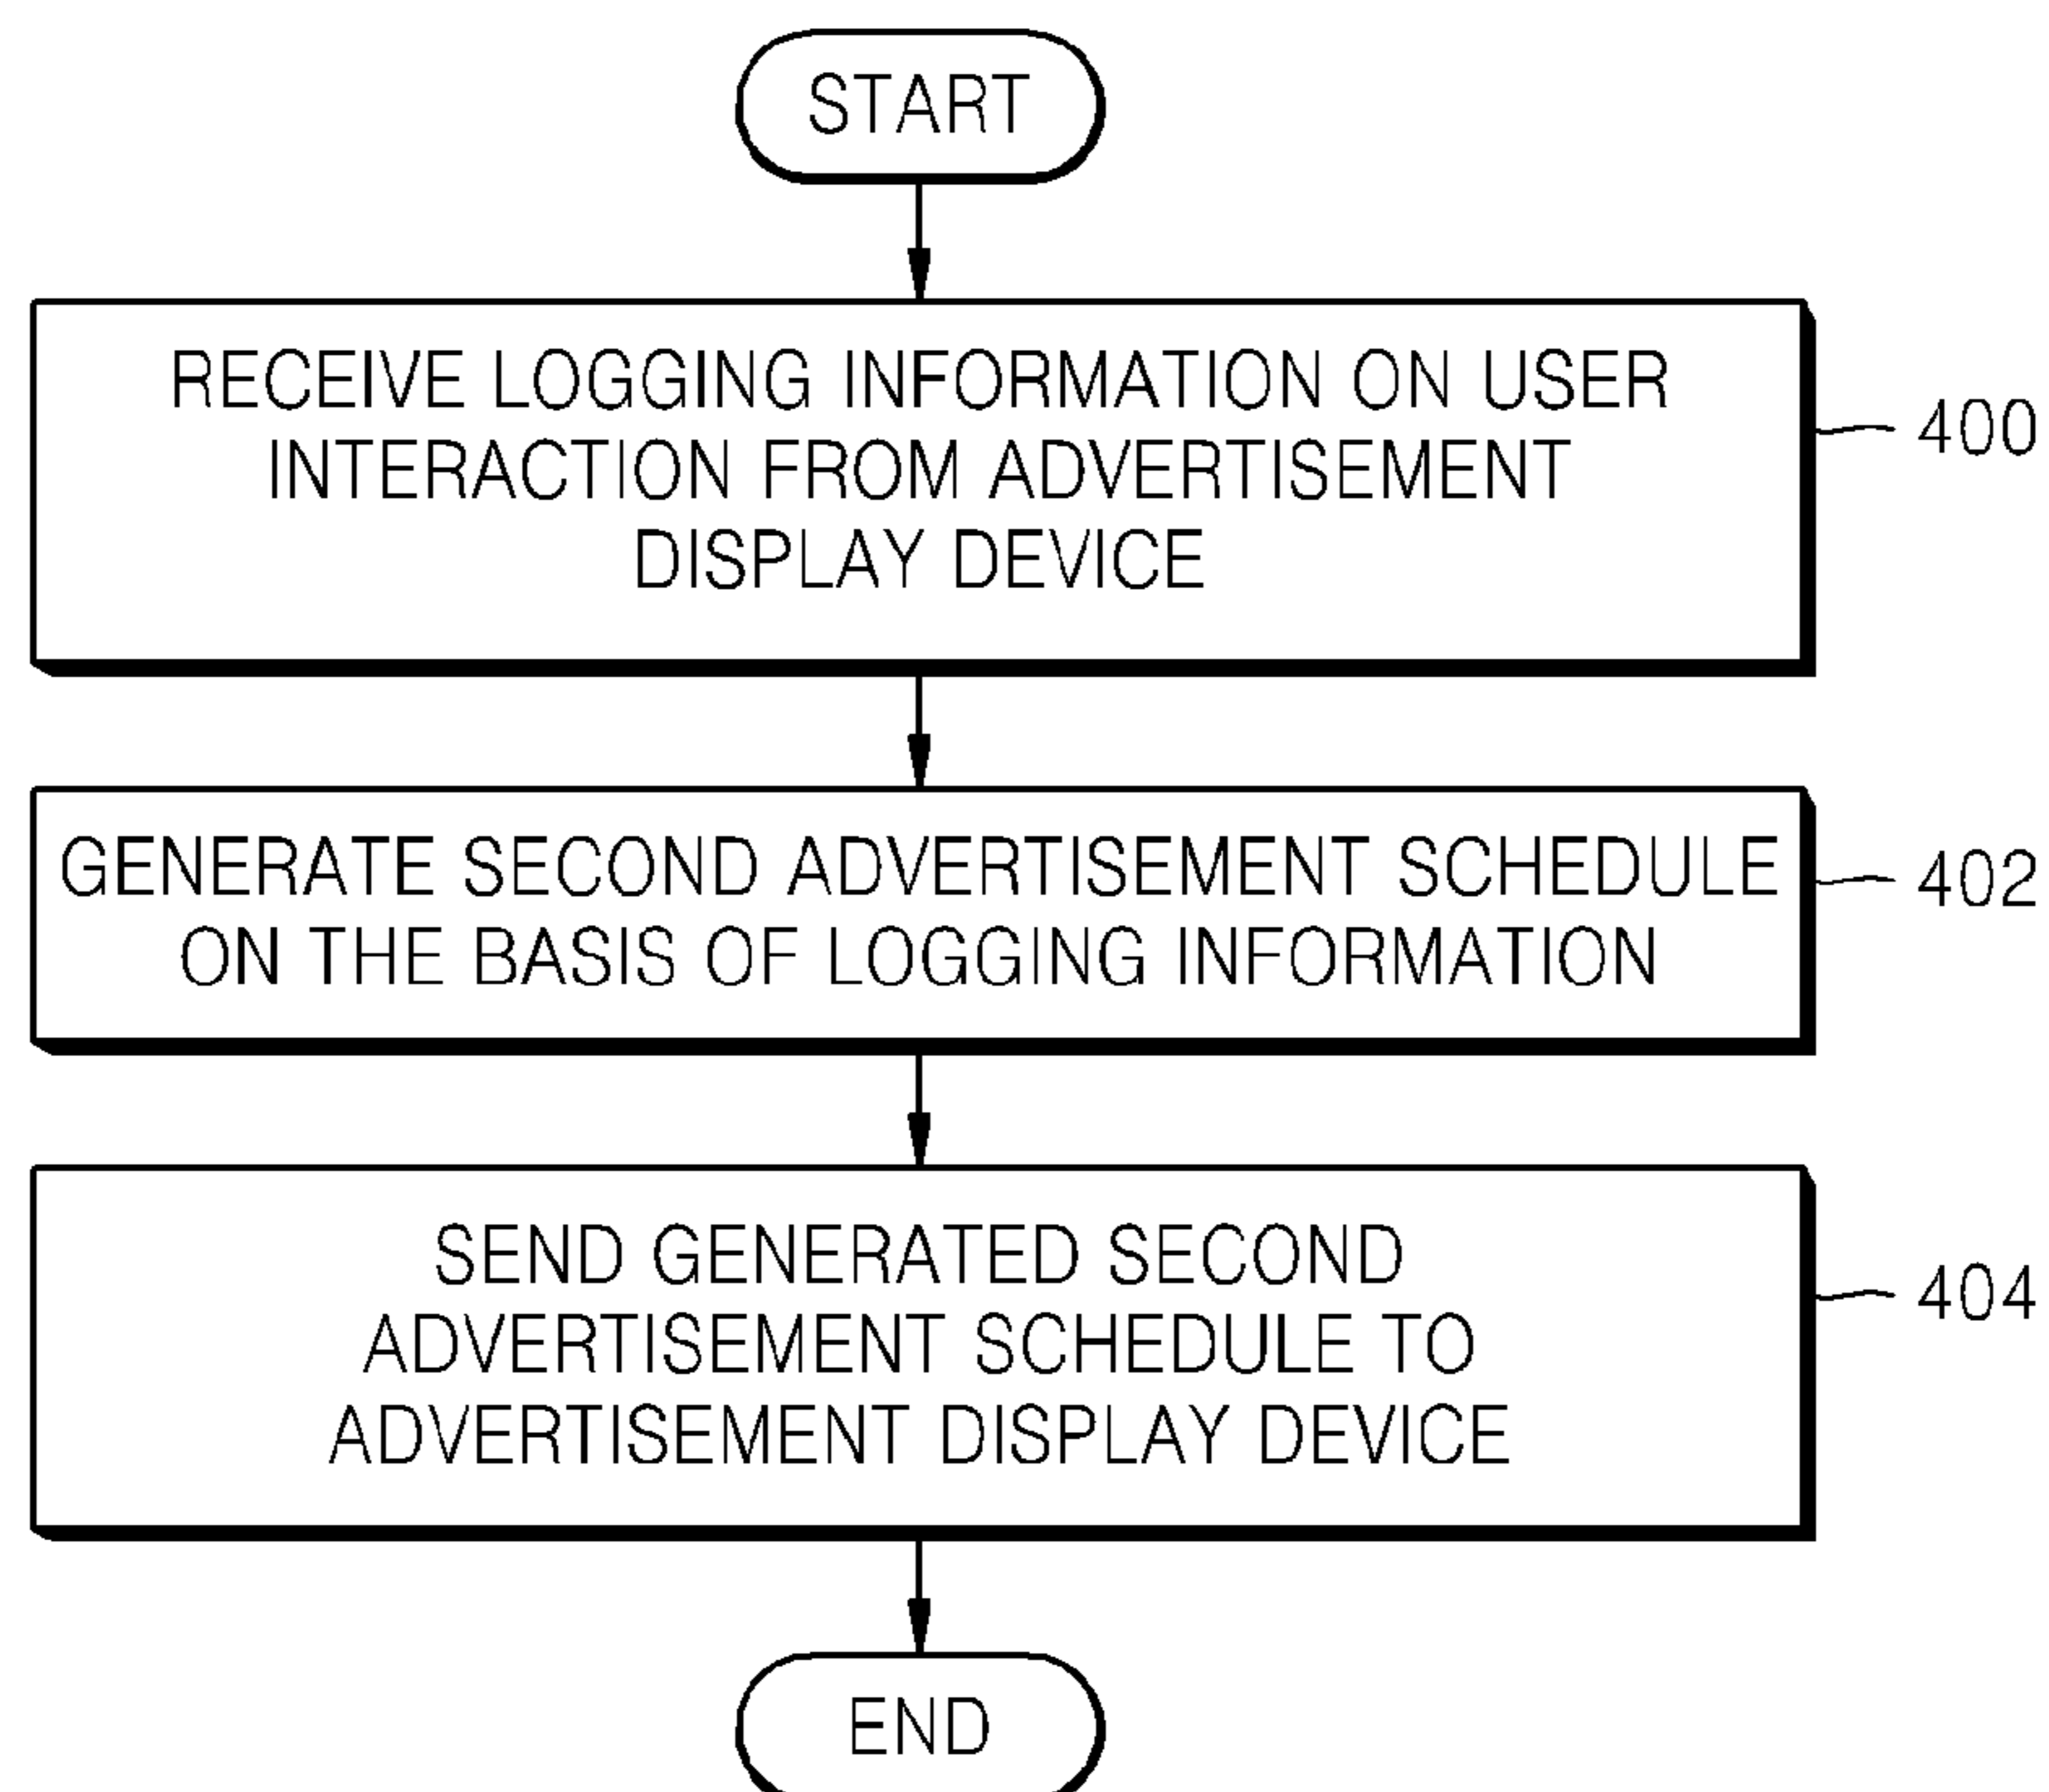 START
RECEIVE LOGGING INFORMATION ON USER
INTERACTION FROM ADVERTISEMENT
DISPLAY DEVICE
400
GENERATE SECOND ADVERTISEMENT SCHEDULE
ON THE BASIS OF LOGGING INFORMATION
402
SEND GENERATED SECOND
ADVERTISEMENT SCHEDULE TO
ADVERTISEMENT DISPLAY DEVICE
404
END